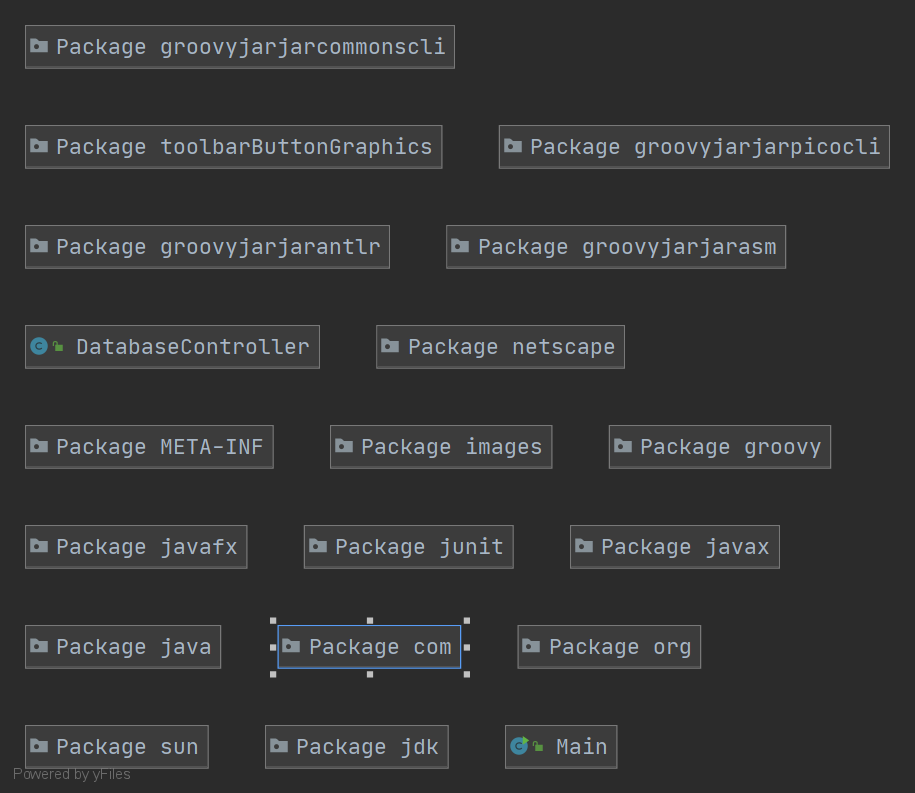 Package groovyjarjarcommonscli
Package toolbarButtonGraphics Package groovyjarjarpicocli
Package groovyjarjarantlr Package groovyjarjarasm
DatabaseController Package netscape
Package META-INF Package images Package groovy
Package javafx Package junit Package javax
Package java Package com Package org
Package sun Package jdk Main
Powered by yFiles